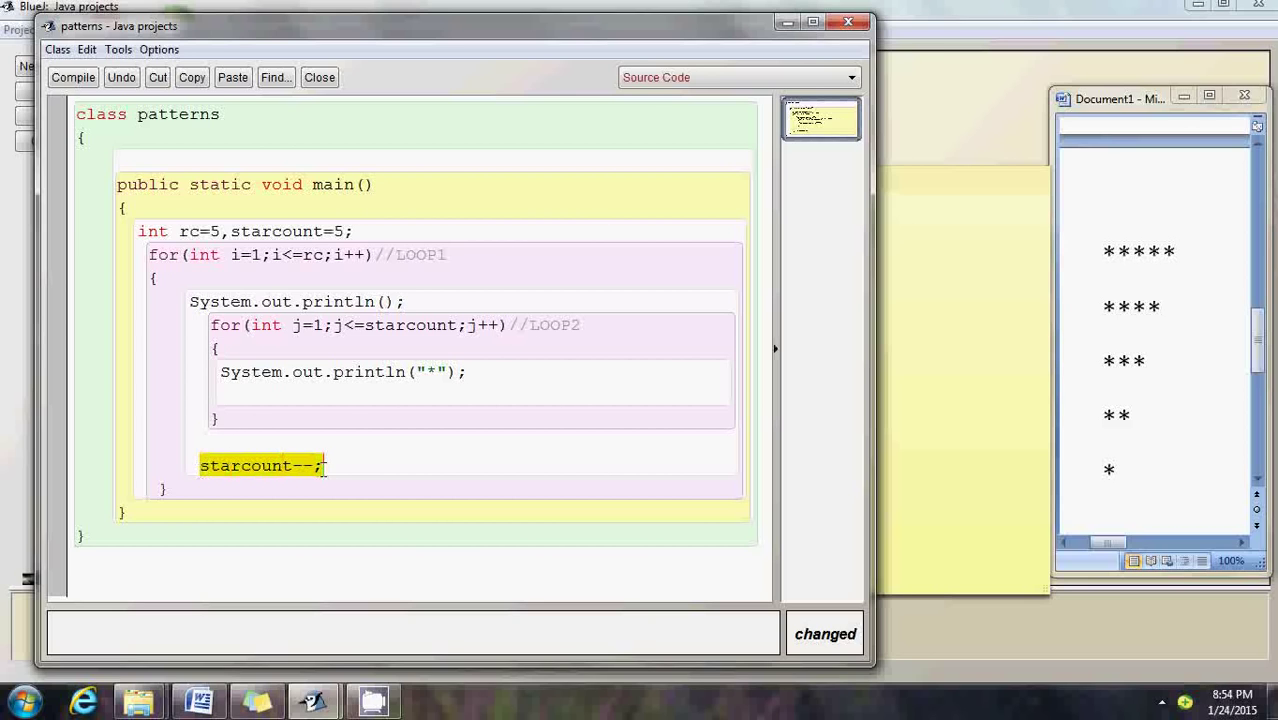 BlueJ: Java projects
patterns - Java projects
Class Edit Tools Options
Compile Undo Cut Copy Paste Find... Close Source Code
class patterns
{
public static void main()
{
int rc=5,starcount=5;
for(int i=1;i<=rc;i++)//LOOP1
{
System.out.println();
for(int j=1;j<=starcount;j++)//LOOP2
{
System.out.println("*");
}
starcount--;
}
}
}
changed
Document1 - Mi...
*****
****
***
**
*
100%
8:54 PM
1/24/2015